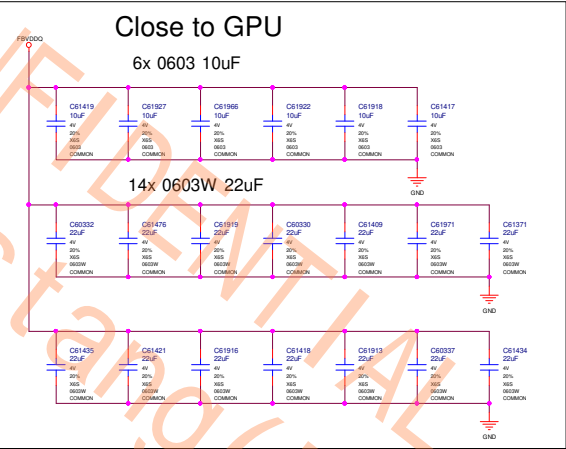 Close to GPU
FBVDDQ
6x 0603 10uF
C61419 C61927 C61966 C61922 C61918 C61417
10uF 10uF 10uF 10uF 10uF 10uF
4V 4V 4V 4V 4V 4V
20% 20% 20% 20% 20% 20%
X6S X6S X6S X6S X6S X6S
0603 0603 0603 0603 0603 0603
COMMON COMMON COMMON COMMON COMMON COMMON
GND
14x 0603W 22uF
C60332 C61476 C61919 C60330 C61409 C61971 C61371
22uF 22uF 22uF 22uF 22uF 22uF 22uF
4V 4V 4V 4V 4V 4V 4V
20% 20% 20% 20% 20% 20% 20%
X6S X6S X6S X6S X6S X6S X6S
0603W 0603W 0603W 0603W 0603W 0603W 0603W
COMMON COMMON COMMON COMMON COMMON COMMON COMMON
GND
C61435 C61421 C61916 C61418 C61913 C60337 C61434
22uF 22uF 22uF 22uF 22uF 22uF 22uF
4V 4V 4V 4V 4V 4V 4V
20% 20% 20% 20% 20% 20% 20%
X6S X6S X6S X6S X6S X6S X6S
0603W 0603W 0603W 0603W 0603W 0603W 0603W
COMMON COMMON COMMON COMMON COMMON COMMON COMMON
GND
FIDENTIAL